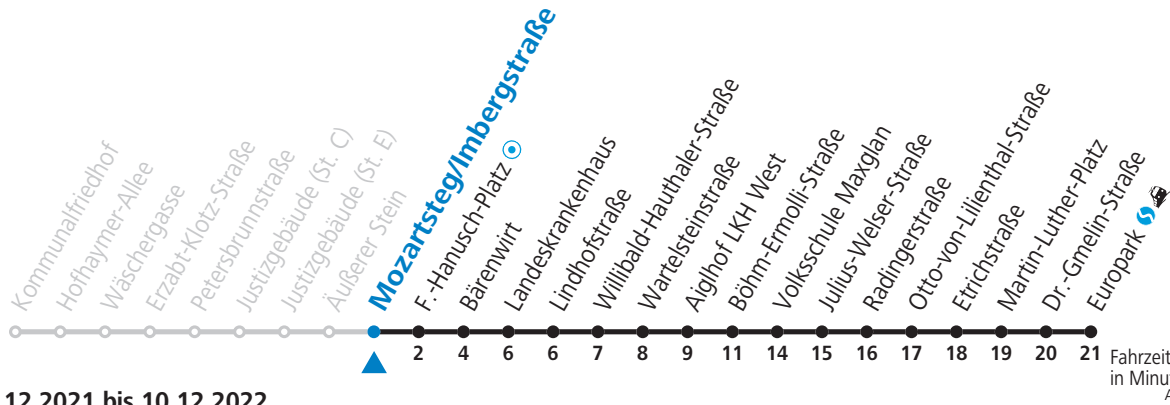 Kommunalfriedhof
Hofhaymer-Allee
Wäschergasse
Erzabt-Klotz-Straße
Petersbrunnstraße
Justizgebäude (St. C)
Justizgebäude (St. E)
Äußerer Stein
Mozartsteg/Imbergstraße
F.-Hanusch-Platz
Bärenwirt
Landeskrankenhaus
Lindhofstraße
Willibald-Hauthaler-Straße
Wartelsteinstraße
Aiglhof LKH West
Böhm-Ermolli-Straße
Volksschule Maxglan
Julius-Welser-Straße
Radingerstraße
Otto-von-Lilienthal-Straße
Etrichstraße
Martin-Luther-Platz
Dr.-Gmelin-Straße
Europark
2 4 6 6 7 8 9 11 14 15 16 17 18 19 20 21
Fahrzeit
in Minu
A
12.2021 bis 10.12.2022